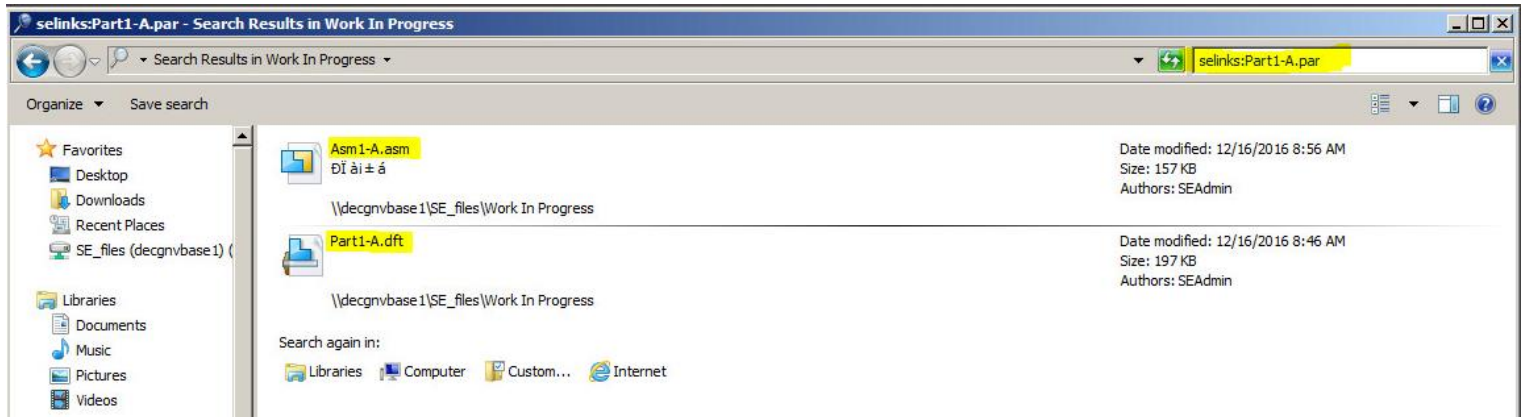 selinks:Part1-A.par - Search Results in Work In Progress
Search Results in Work In Progress
selinks:Part1-A.par
Organize
Save search
Favorites
Desktop
Downloads
Recent Places
SE_files (decgnvbase1) (
Libraries
Documents
Music
Pictures
Videos
Asm1-A.asm
ÐÏ ài±á
\\decgnvbase1\SE_files\Work In Progress
Date modified: 12/16/2016 8:56 AM
Size: 157 KB
Authors: SEAdmin
Part1-A.dft
\\decgnvbase1\SE_files\Work In Progress
Date modified: 12/16/2016 8:46 AM
Size: 197 KB
Authors: SEAdmin
Search again in:
Libraries
Computer
Custom...
Internet